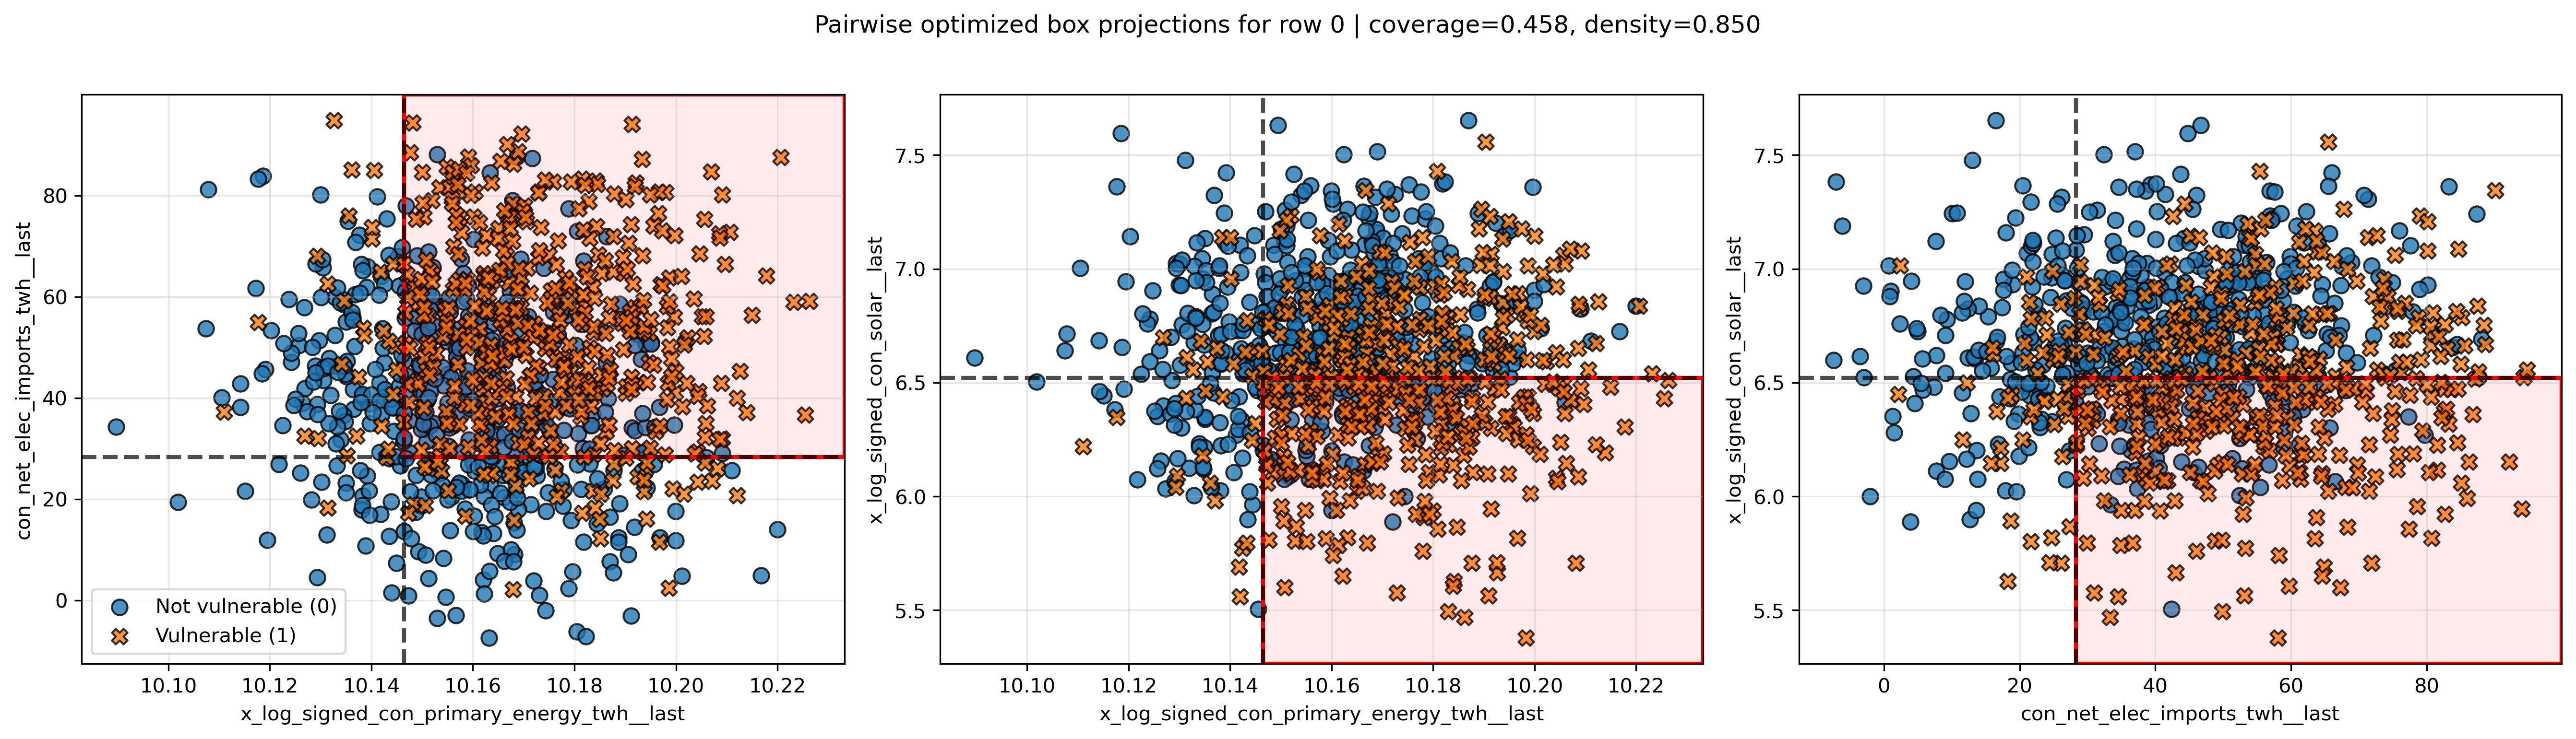 Pairwise optimized box projections for row 0 | coverage=0.458, density=0.850
con_net_elec_imports_twh__last
80
60
40
20
0
Not vulnerable (0)
Vulnerable (1)
10.10 10.12 10.14 10.16 10.18 10.20 10.22
x_log_signed_con_primary_energy_twh__last
x_log_signed_con_solar__last
7.5
7.0
6.5
6.0
5.5
10.10 10.12 10.14 10.16 10.18 10.20 10.22
x_log_signed_con_primary_energy_twh__last
x_log_signed_con_solar__last
7.5
7.0
6.5
6.0
5.5
0 20 40 60 80
con_net_elec_imports_twh__last